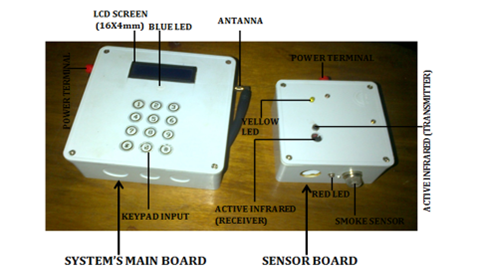 LCD SCREEN
(16X4mm)
BLUE LED
ANTANNA
POWER TERMINAL
POWER TERMINAL
YELLOW
LED
ACTIVE INFRARED (TRANSMITTER)
KEYPAD INPUT
ACTIVE INFRARED
(RECEIVER)
RED LED
SMOKE SENSOR
SYSTEM'S MAIN BOARD
SENSOR BOARD